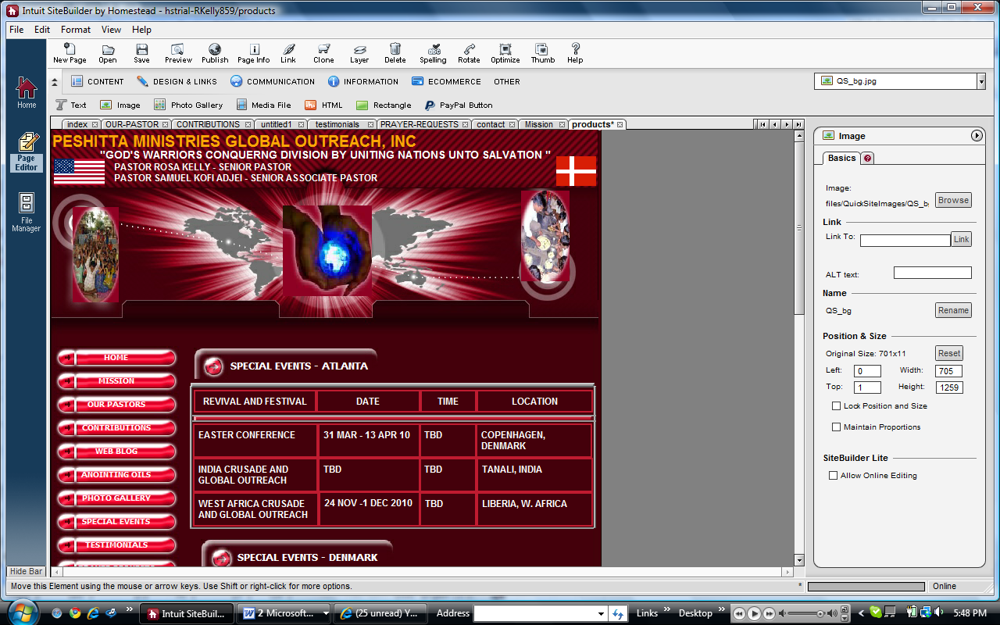 Intuit SiteBuilder by Homestead - hstrial-RKelly859/products
File Edit Format View Help
New Page Open Save Preview Publish Page Info Link Clone Layer Delete Spelling Rotate Optimize Thumb Help
CONTENT DESIGN & LINKS COMMUNICATION INFORMATION ECOMMERCE OTHER
QS_bg.jpg
Text Image Photo Gallery Media File HTML Rectangle PayPal Button
Home
Page Editor
File Manager
Hide Bar
index OUR-PASTOR CONTRIBUTIONS untitled1 testimonials PRAYER-REQUESTS contact Mission products*
PESHITTA MINISTRIES GLOBAL OUTREACH, INC
"GOD'S WARRIORS CONQUERNG DIVISION BY UNITING NATIONS UNTO SALVATION "
PASTOR ROSA KELLY - SENIOR PASTOR
PASTOR SAMUEL KOFI ADJEI - SENIOR ASSOCIATE PASTOR
HOME
MISSION
OUR PASTORS
CONTRIBUTIONS
WEB BLOG
ANOINTING OILS
PHOTO GALLERY
SPECIAL EVENTS
TESTIMONIALS
SPECIAL EVENTS - ATLANTA
REVIVAL AND FESTIVAL DATE TIME LOCATION
EASTER CONFERENCE 31 MAR - 13 APR 10 TBD COPENHAGEN,
DENMARK
INDIA CRUSADE AND TBD TBD TANALI, INDIA
GLOBAL OUTREACH
WEST AFRICA CRUSADE 24 NOV -1 DEC 2010 TBD LIBERIA, W. AFRICA
AND GLOBAL OUTREACH
SPECIAL EVENTS - DENMARK
Image
Basics
Image:
files/QuickSiteImages/QS_bg Browse
Link
Link To: Link
ALT text:
Name
QS_bg Rename
Position & Size
Original Size: 701x11 Reset
Left: 0 Width: 705
Top: 1 Height: 1259
Lock Position and Size
Maintain Proportions
SiteBuilder Lite
Allow Online Editing
Move this Element using the mouse or arrow keys. Use Shift or right-click for more options. * Online
Intuit SiteBuil... 2 Microsoft... (25 unread) Y... Address Links » Desktop » 5:48 PM